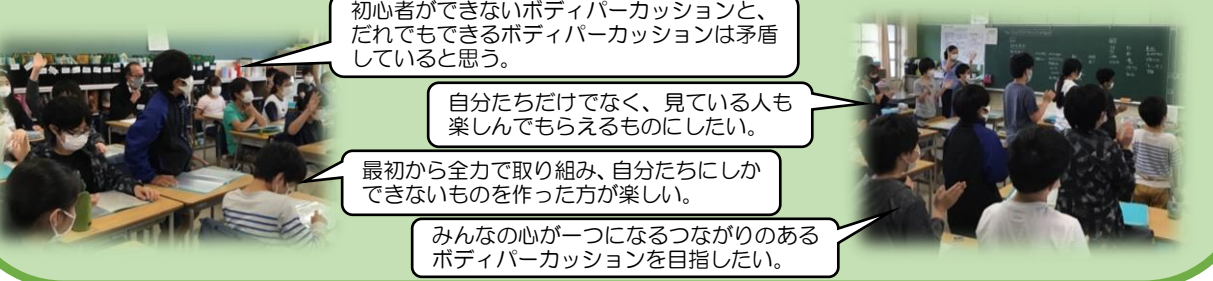 初心者ができないボディパーカッションと、
だれでもできるボディパーカッションは矛盾
していると思う。
自分たちだけでなく、見ている人も
楽しんでもらえるものにしたい。
最初から全力で取り組み、自分たちにしか
できないものを作った方が楽しい。
みんなの心が一つになるつながりのある
ボディパーカッションを目指したい。